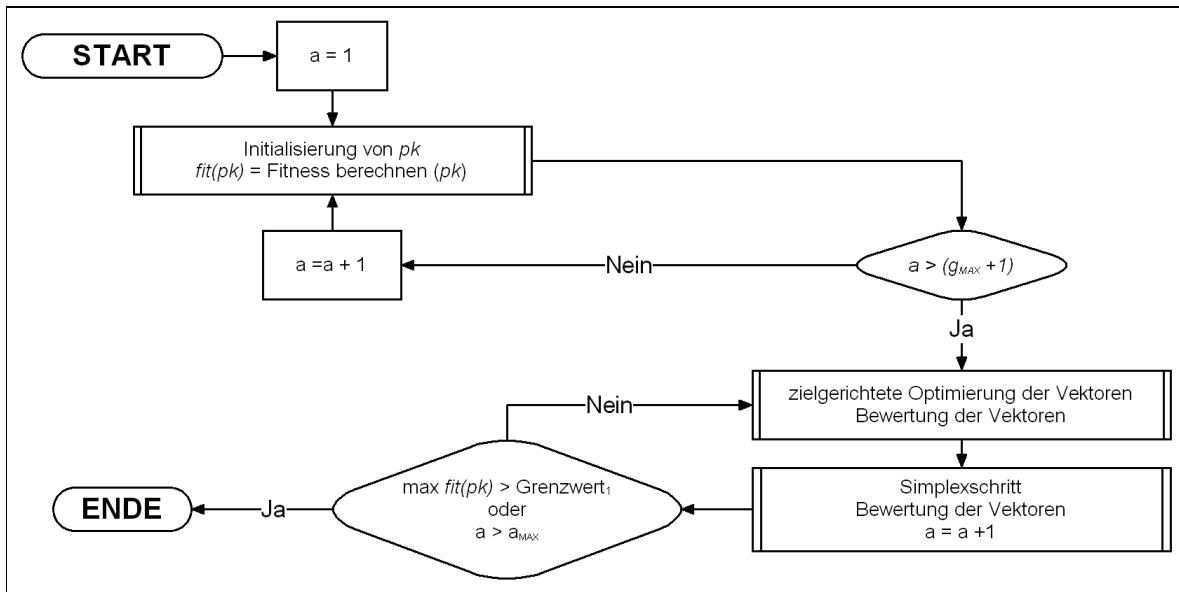 START
a = 1
Initialisierung von pk
fit(pk) = Fitness berechnen (pk)
a =a + 1
Nein
a > (gMAX +1)
Ja
zielgerichtete Optimierung der Vektoren
Bewertung der Vektoren
Nein
Simplexschritt
Bewertung der Vektoren
a = a +1
max fit(pk) > Grenzwert1
oder
a > aMAX
Ja
ENDE